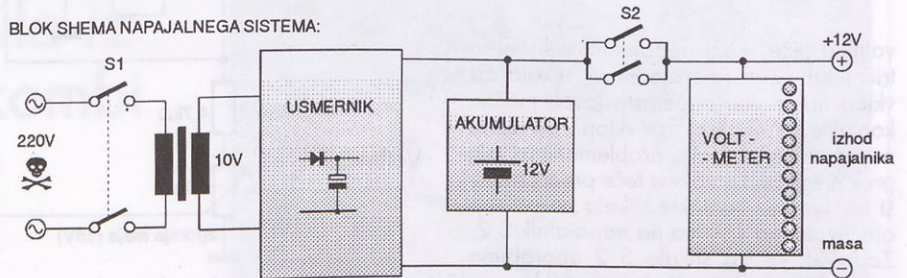 BLOK SHEMA NAPAJALNEGA SISTEMA:
S1
S2
+12V
USMERNIK
AKUMULATOR
VOLT -
- METER
izhod
napajalnika
220V
10V
12V
masa